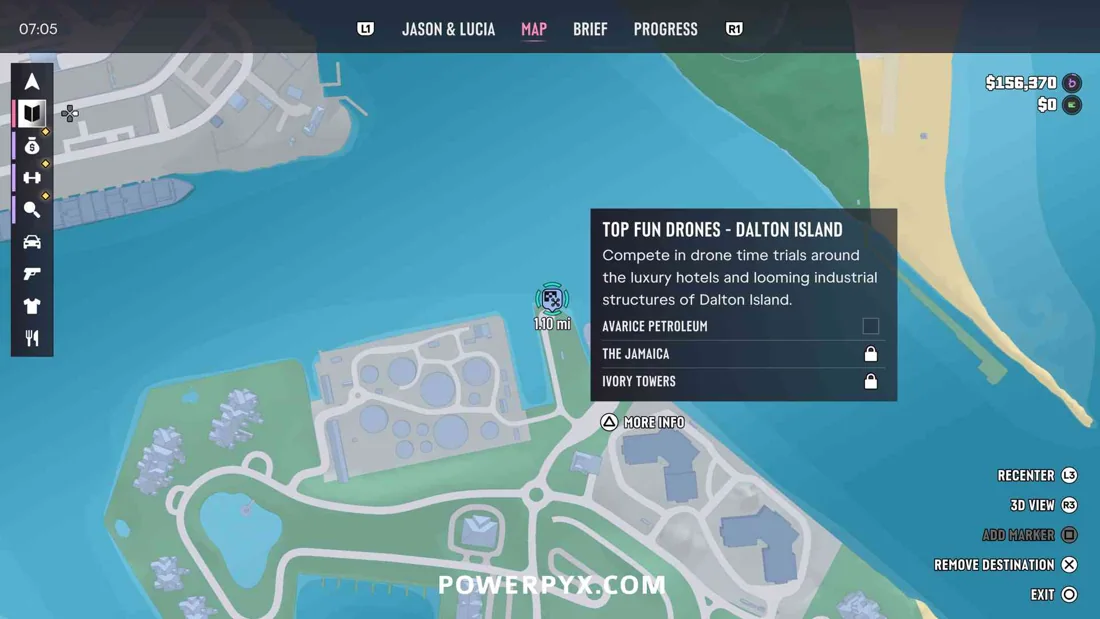 07:05
L1
JASON & LUCIA
MAP
BRIEF
PROGRESS
R1
$156,370
$0
TOP FUN DRONES - DALTON ISLAND
Compete in drone time trials around
the luxury hotels and looming industrial
structures of Dalton Island.
AVARICE PETROLEUM
THE JAMAICA
IVORY TOWERS
1.10 mi
MORE INFO
RECENTER L3
3D VIEW R3
ADD MARKER
REMOVE DESTINATION
EXIT
POWERPYX.COM